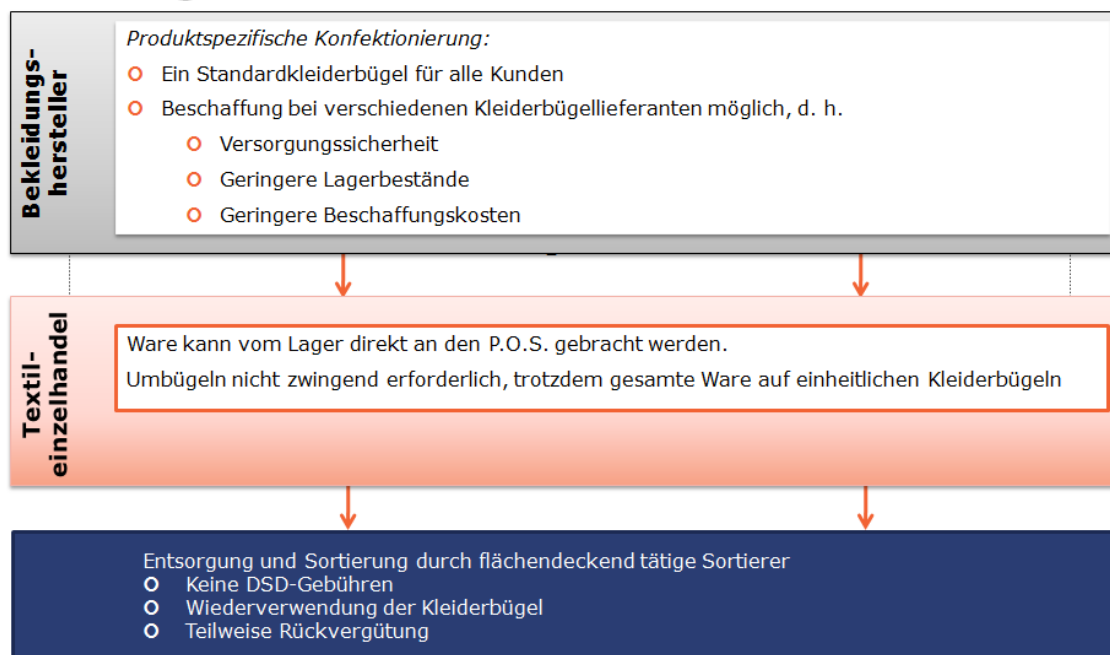 Bekleidungs-
hersteller
Produktspezifische Konfektionierung:
Ein Standardkleiderbügel für alle Kunden
Beschaffung bei verschiedenen Kleiderbügellieferanten möglich, d. h.
Versorgungssicherheit
Geringere Lagerbestände
Geringere Beschaffungskosten
Textil-
einzelhandel
Ware kann vom Lager direkt an den P.O.S. gebracht werden.
Umbügeln nicht zwingend erforderlich, trotzdem gesamte Ware auf einheitlichen Kleiderbügeln
Entsorgung und Sortierung durch flächendeckend tätige Sortierer
Keine DSD-Gebühren
Wiederverwendung der Kleiderbügel
Teilweise Rückvergütung